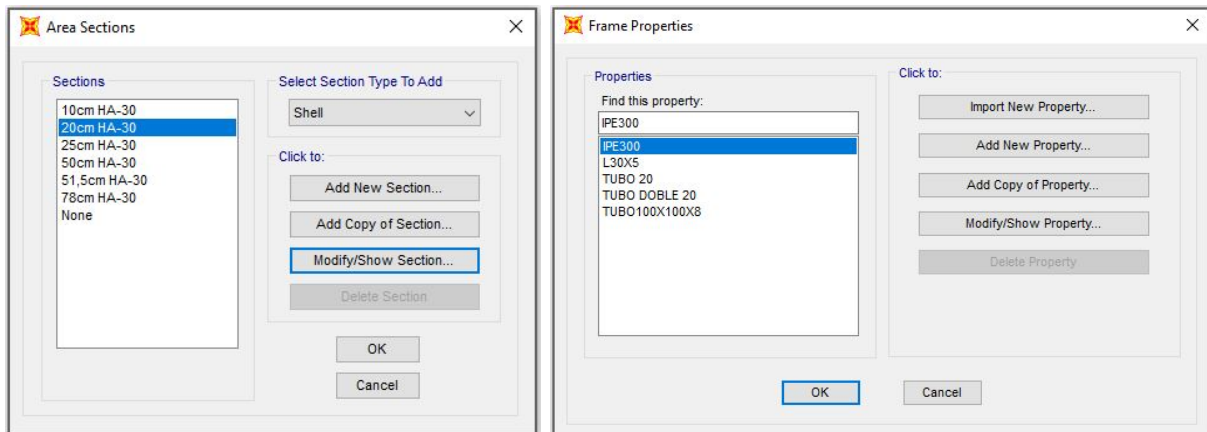 Area Sections
Sections
10cm HA-30
20cm HA-30
25cm HA-30
50cm HA-30
51,5cm HA-30
78cm HA-30
None
Select Section Type To Add
Shell
Click to:
Add New Section...
Add Copy of Section...
Modify/Show Section...
Delete Section
OK
Cancel
Frame Properties
Properties
Find this property:
IPE300
IPE300
L30X5
TUBO 20
TUBO DOBLE 20
TUBO100X100X8
Click to:
Import New Property...
Add New Property...
Add Copy of Property...
Modify/Show Property...
Delete Property
OK
Cancel